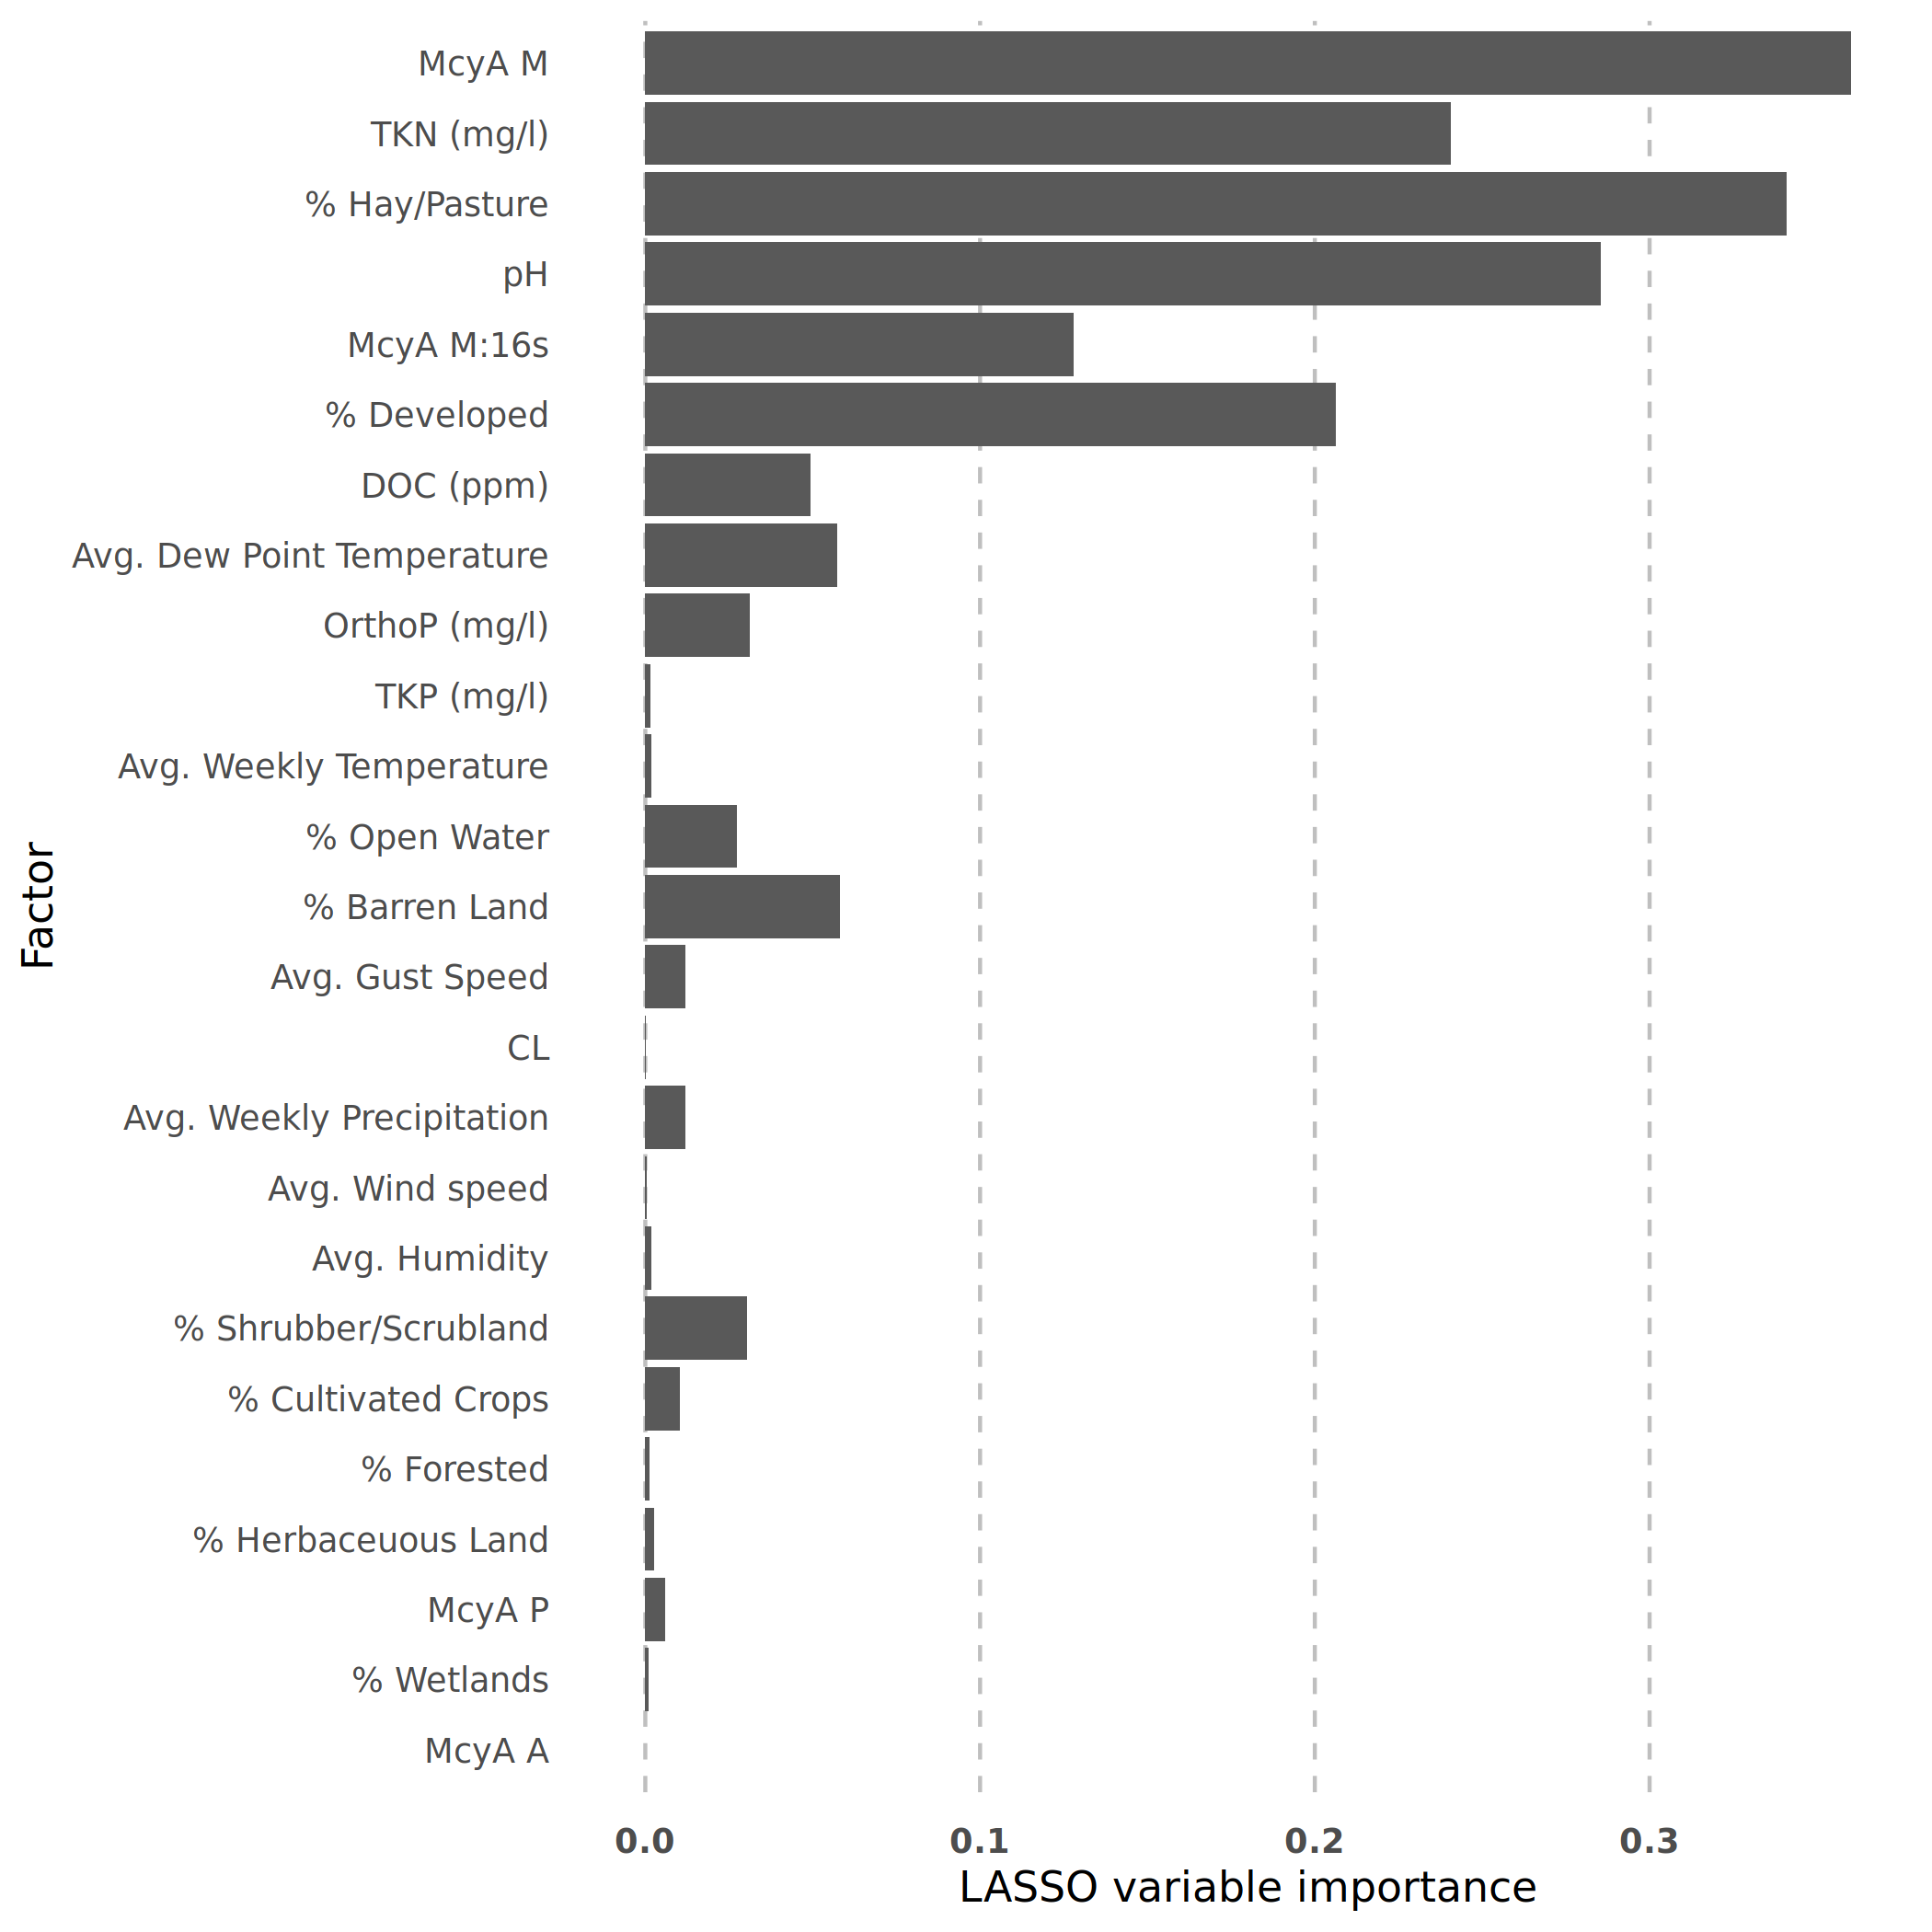 McyA M
TKN (mg/l)
% Hay/Pasture
pH
McyA M:16s
% Developed
DOC (ppm)
Avg. Dew Point Temperature
OrthoP (mg/l)
TKP (mg/l)
Avg. Weekly Temperature
% Open Water
% Barren Land
Avg. Gust Speed
CL
Avg. Weekly Precipitation
Avg. Wind speed
Avg. Humidity
% Shrubber/Scrubland
% Cultivated Crops
% Forested
% Herbaceuous Land
McyA P
% Wetlands
McyA A
Factor
0.0 0.1 0.2 0.3
LASSO variable importance